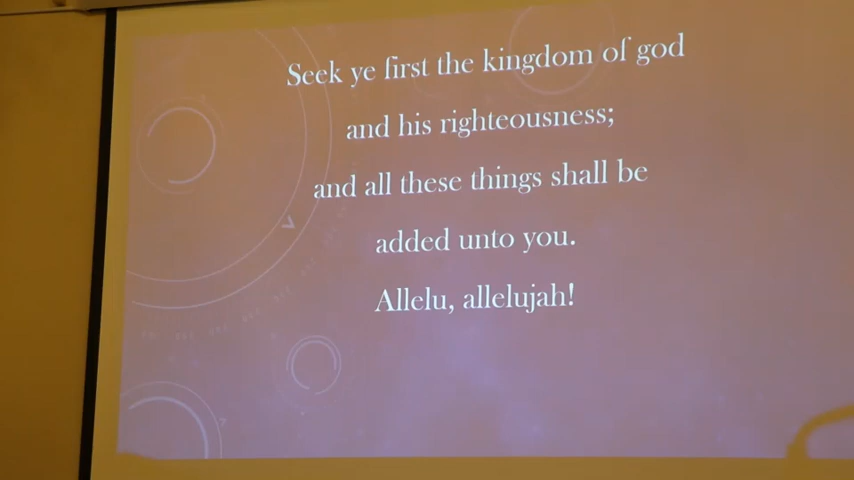 Seek ye first the kingdom of god
and his righteousness;
and all these things shall be
added unto you.
Allelu, allelujah!